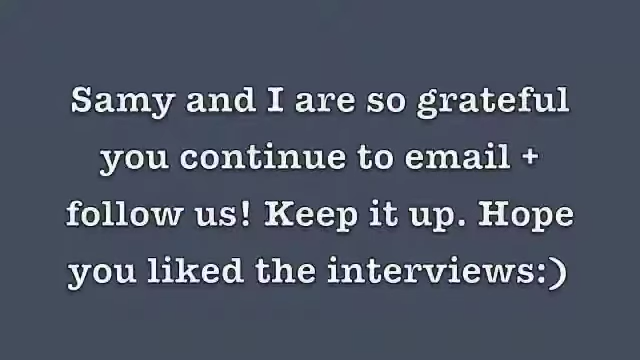 Samy and I are so grateful
you continue to email +
follow us! Keep it up. Hope
you liked the interviews:)